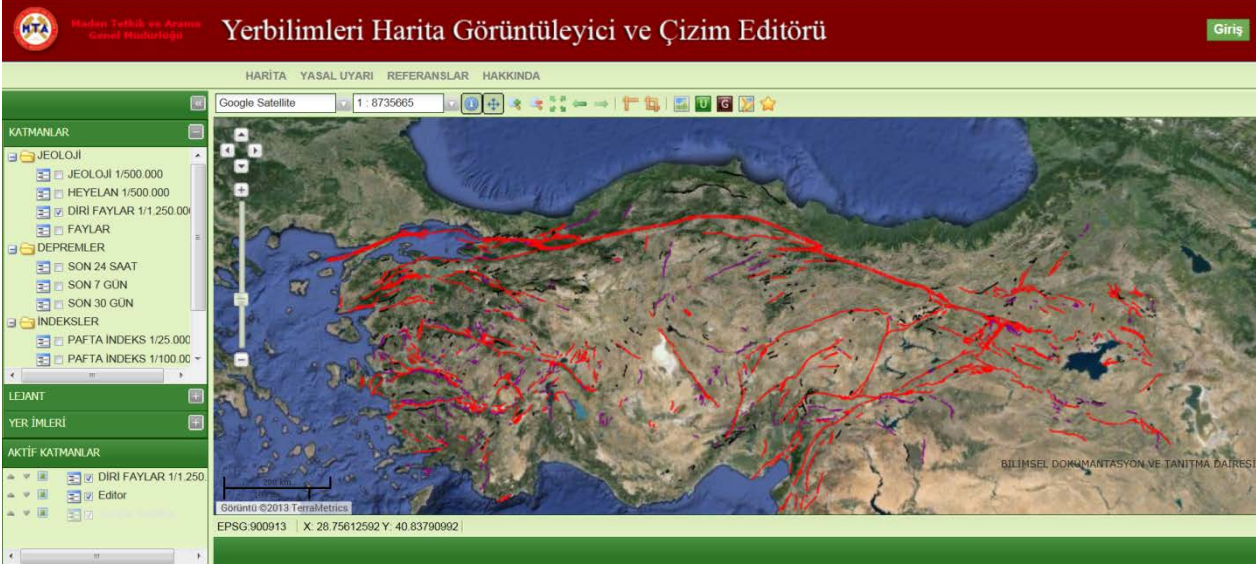 MTA
Maden Tetkik ve Arama
Genel Müdürlüğü
Yerbilimleri Harita Görüntüleyici ve Çizim Editörü
Giriş
HARİTA YASAL UYARI REFERANSLAR HAKKINDA
Google Satellite
1 : 8735665
U
G
KATMANLAR
JEOLOJİ
JEOLOJİ 1/500.000
HEYELAN 1/500.000
DİRİ FAYLAR 1/1.250.00
FAYLAR
DEPREMLER
SON 24 SAAT
SON 7 GÜN
SON 30 GÜN
İNDEKSLER
PAFTA İNDEKS 1/25.000
PAFTA İNDEKS 1/100.00
LEJANT
YER İMLERİ
AKTİF KATMANLAR
DİRİ FAYLAR 1/1.250.
Editor
BİLİMSEL DOKÜMANTASYON VE TANITMA DAİRESİ
200 km
Görüntü ©2013 TerraMetrics
EPSG:900913 X: 28.75612592 Y: 40.83790992